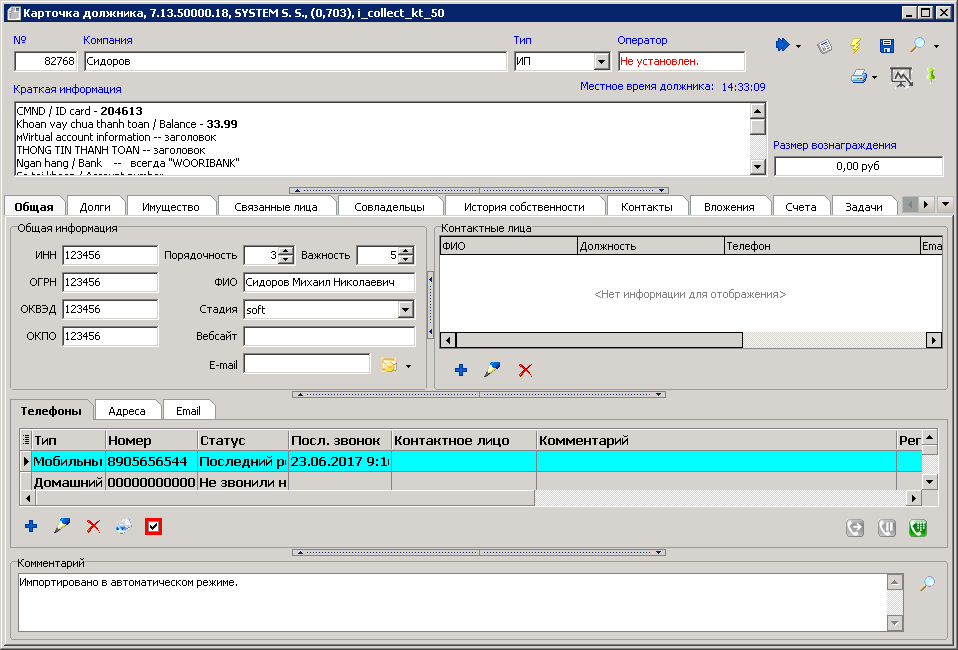 Карточка должника, 7.13.50000.18, SYSTEM S. S., (0,703), i_collect_kt_50
№ Компания Тип Оператор
82768 Сидоров ИП Не установлен.
Краткая информация Местное время должника: 14:33:09
CMND / ID card - 204613
Khoan vay chua thanh toan / Balance - 33.99
мVirtual account information -- заголовок
THONG TIN THANH TOAN -- заголовок
Ngan hang / Bank -- всегда "WOORIBANK"
So tai khoan / Account number
Размер вознаграждения
0,00 руб
Общая Долги Имущество Связанные лица Совладельцы История собственности Контакты Вложения Счета Задачи
Общая информация
ИНН 123456 Порядочность 3 Важность 5
ОГРН 123456 ФИО Сидоров Михаил Николаевич
ОКВЭД 123456 Стадия soft
ОКПО 123456 Вебсайт
E-mail
Контактные лица
ФИО Должность Телефон Ema
<Нет информации для отображения>
Телефоны Адреса Email
Тип Номер Статус Посл. звонок Контактное лицо Комментарий Рег
Мобильны 8905656544 Последний р 23.06.2017 9:1
Домашний 00000000000 Не звонили н
Комментарий
Импортировано в автоматическом режиме.